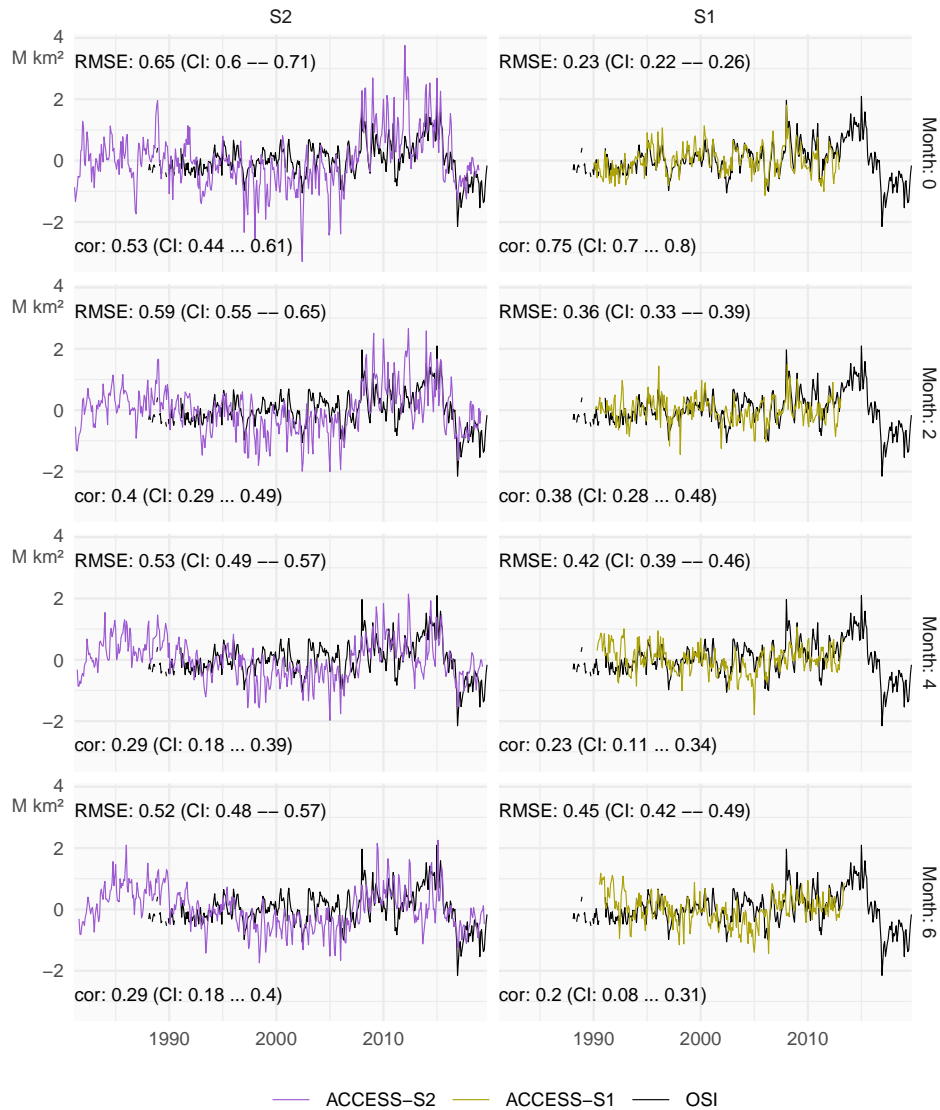 S2 S1
4
M km²
RMSE: 0.65 (CI: 0.6 −− 0.71) RMSE: 0.23 (CI: 0.22 −− 0.26)
2
Month: 0
0
−2
cor: 0.53 (CI: 0.44 ... 0.61) cor: 0.75 (CI: 0.7 ... 0.8)
4
M km²
RMSE: 0.59 (CI: 0.55 −− 0.65) RMSE: 0.36 (CI: 0.33 −− 0.39)
2
Month: 2
0
−2
cor: 0.4 (CI: 0.29 ... 0.49) cor: 0.38 (CI: 0.28 ... 0.48)
4
M km²
RMSE: 0.53 (CI: 0.49 −− 0.57) RMSE: 0.42 (CI: 0.39 −− 0.46)
2
Month: 4
0
−2
cor: 0.29 (CI: 0.18 ... 0.39) cor: 0.23 (CI: 0.11 ... 0.34)
4
M km²
RMSE: 0.52 (CI: 0.48 −− 0.57) RMSE: 0.45 (CI: 0.42 −− 0.49)
2
Month: 6
0
−2
cor: 0.29 (CI: 0.18 ... 0.4) cor: 0.2 (CI: 0.08 ... 0.31)
1990 2000 2010 1990 2000 2010
ACCESS−S2 ACCESS−S1 OSI